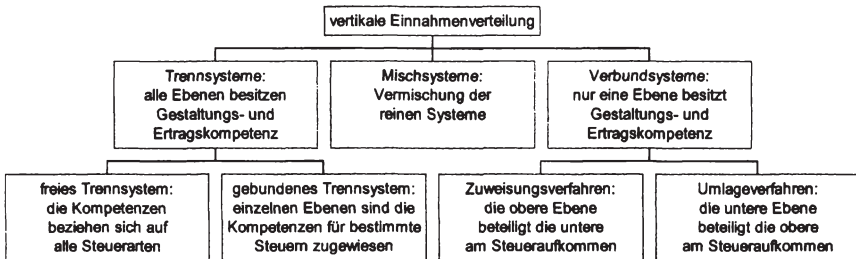 vertikale Einnahmenverteilung
Trennsysteme:
alle Ebenen besitzen
Gestaltungs- und
Ertragskompetenz
Mischsysteme:
Vermischung der
reinen Systeme
Verbundsysteme:
nur eine Ebene besitzt
Gestaltungs- und
Ertragskompetenz
freies Trennsystem:
die Kompetenzen
beziehen sich auf
alle Steuerarten
gebundenes Trennsystem:
einzelnen Ebenen sind die
Kompetenzen für bestimmte
Steuern zugewiesen
Zuweisungsverfahren:
die obere Ebene
beteiligt die untere
am Steueraufkommen
Umlageverfahren:
die untere Ebene
beteiligt die obere
am Steueraufkommen